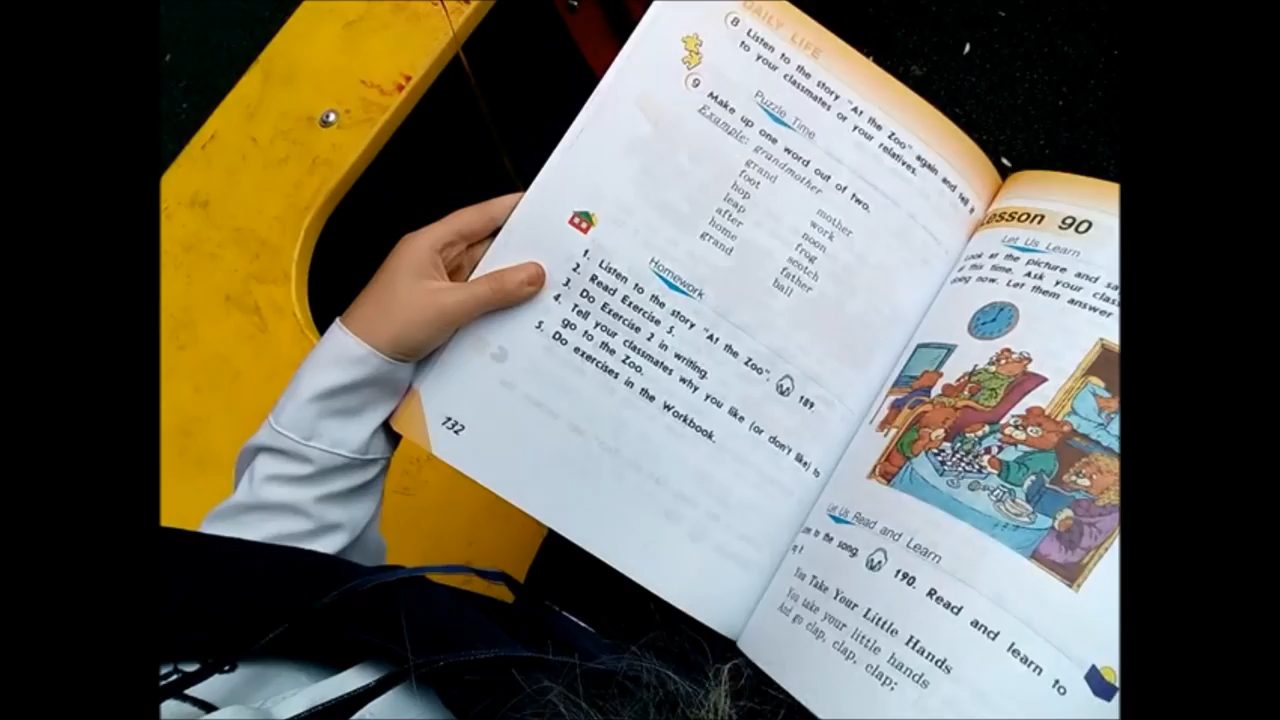 DAILY LIFE
8 Listen to the story "At the Zoo" again and tell it
to your classmates or your relatives.
Puzzle Time
9 Make up one word out of two.
Example: grandmother
grand mother
foot work
hop noon
leap frog
after scotch
home father
grand ball
Homework
1. Listen to the story "At the Zoo". 189.
2. Read Exercise 5.
3. Do Exercise 2 in writing.
4. Tell your classmates why you like (or don't like) to
go to the Zoo.
5. Do exercises in the Workbook.
132
Lesson 90
Let Us Learn
Look at the picture and
at this time. Ask your
doing now. Let them answer
Let Us Read and Learn
to the song. 190. Read and learn to
You Take Your Little Hands
You take your little hands
And go clap, clap, clap;